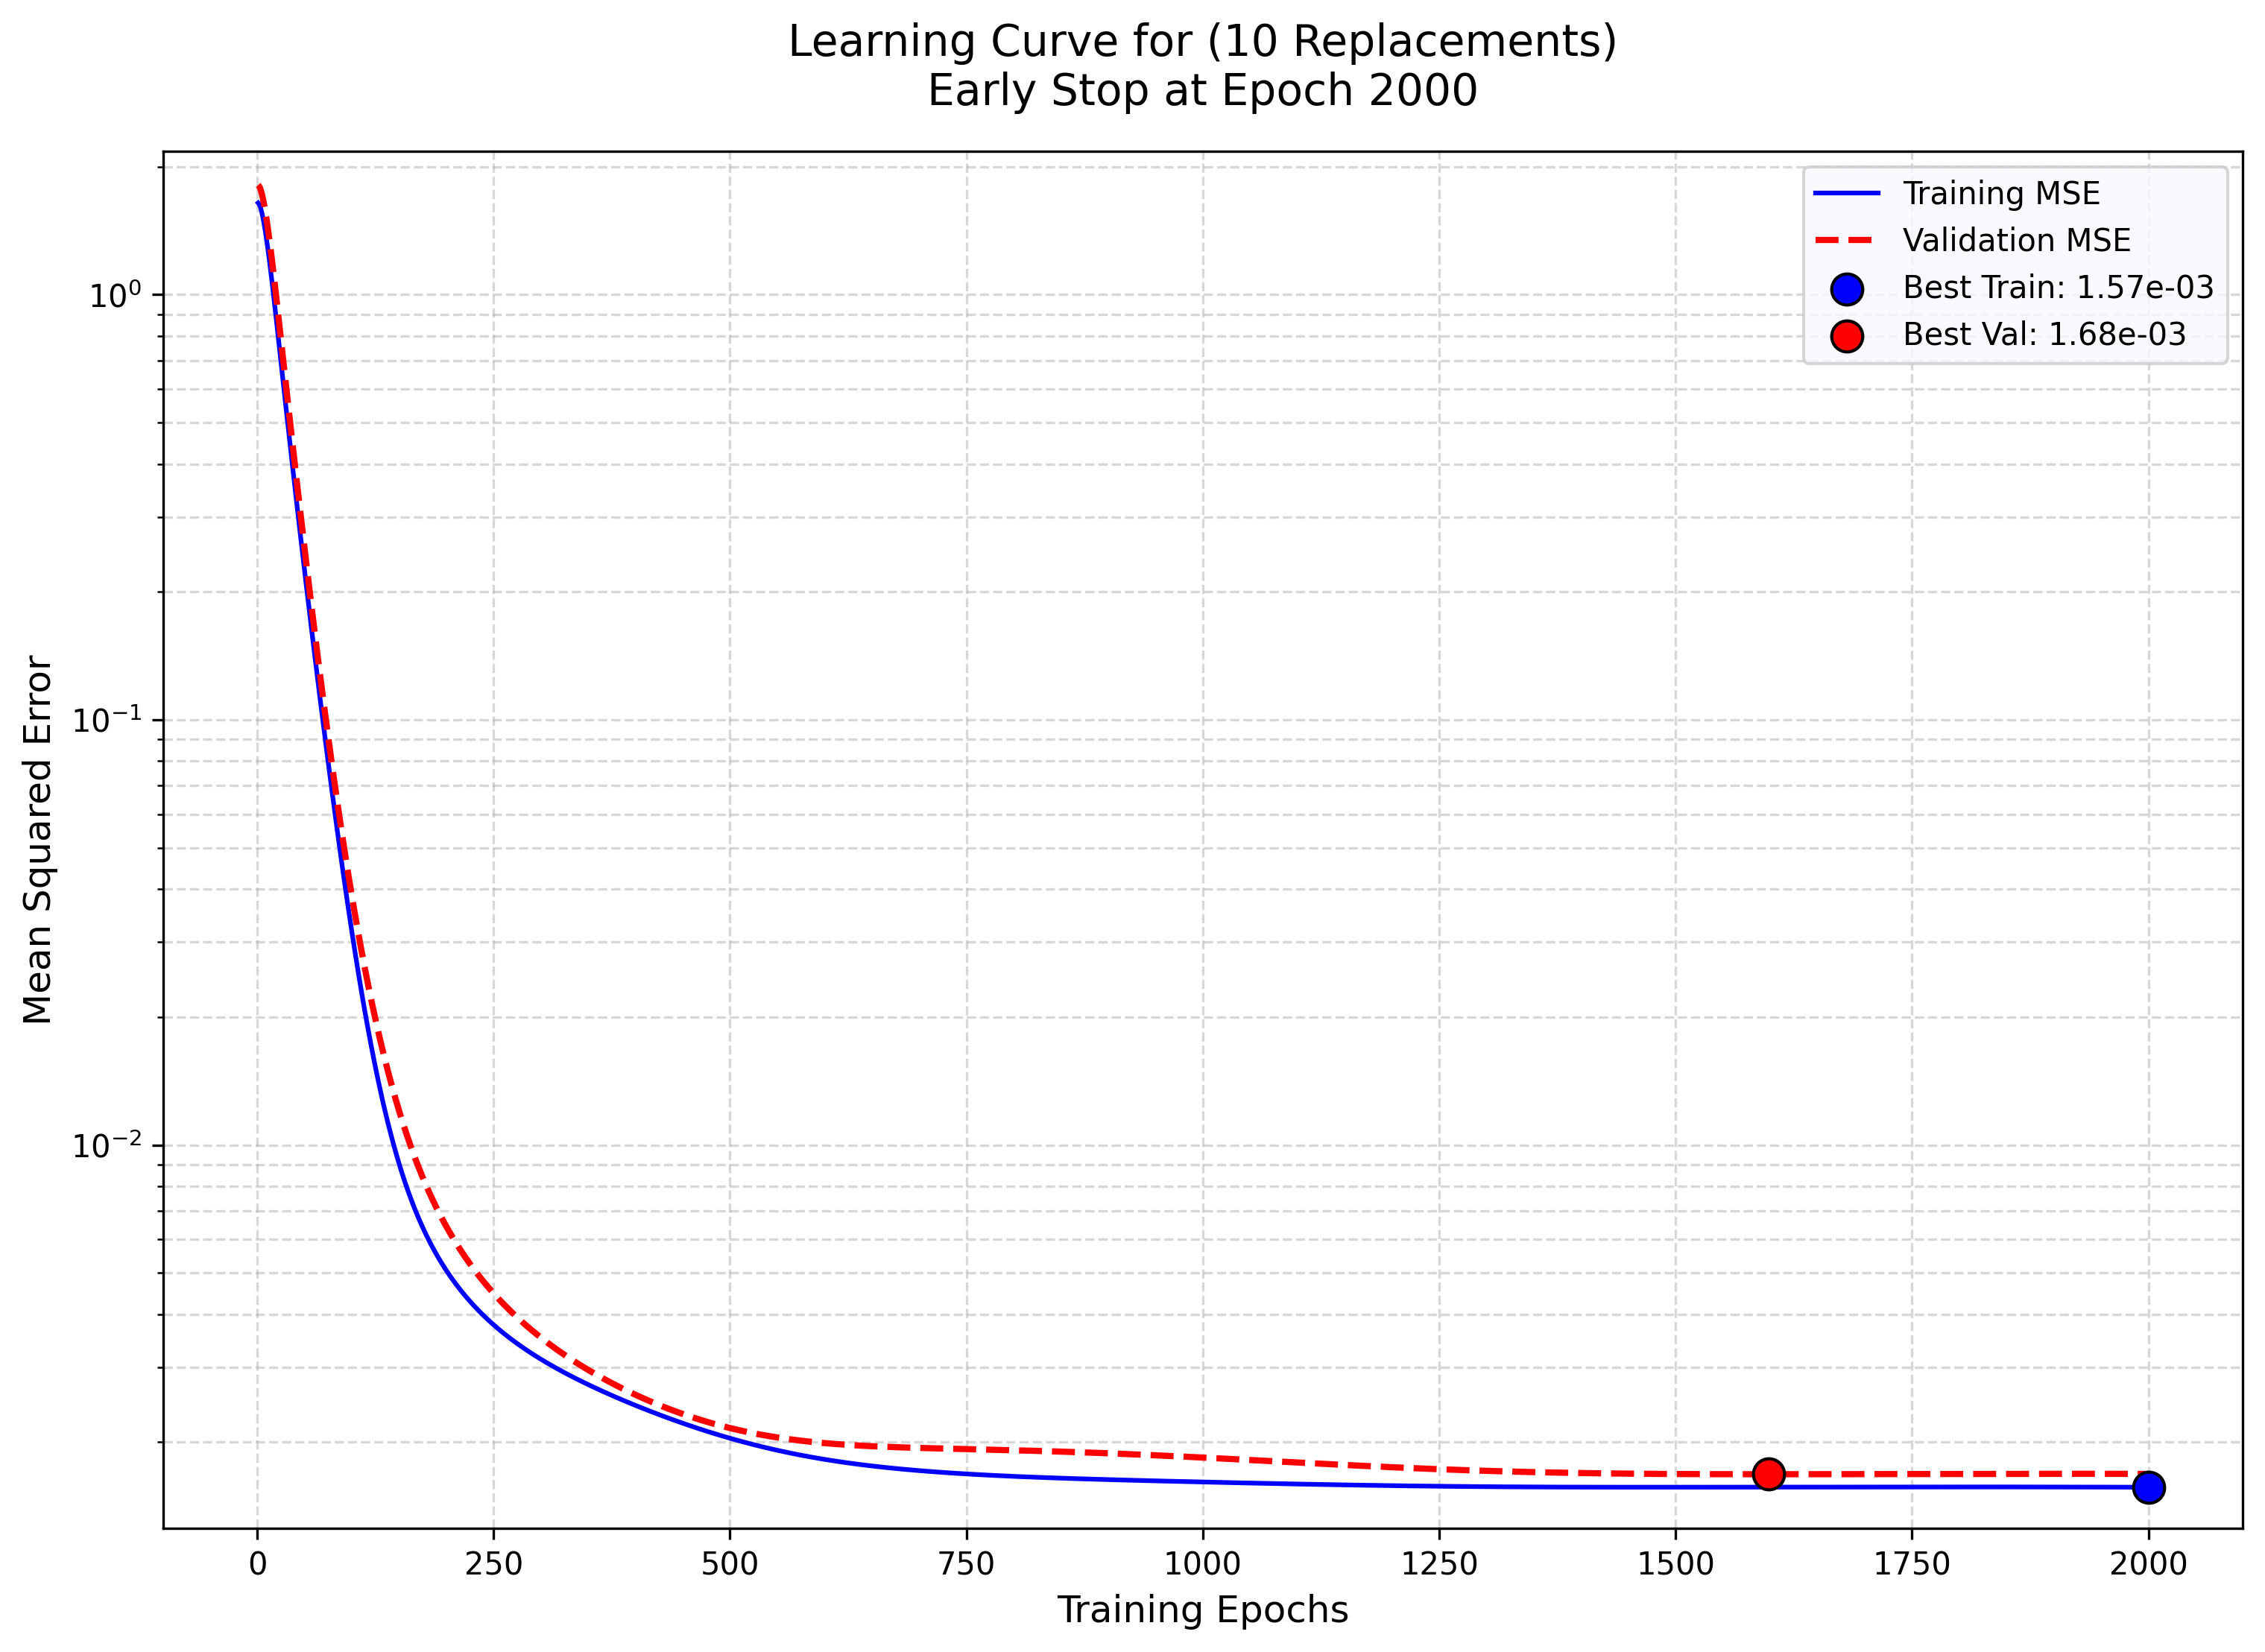 Learning Curve for (10 Replacements)
Early Stop at Epoch 2000
Training MSE
Validation MSE
Best Train: 1.57e-03
Best Val: 1.68e-03
Mean Squared Error
10⁰
10⁻¹
10⁻²
0 250 500 750 1000 1250 1500 1750 2000
Training Epochs